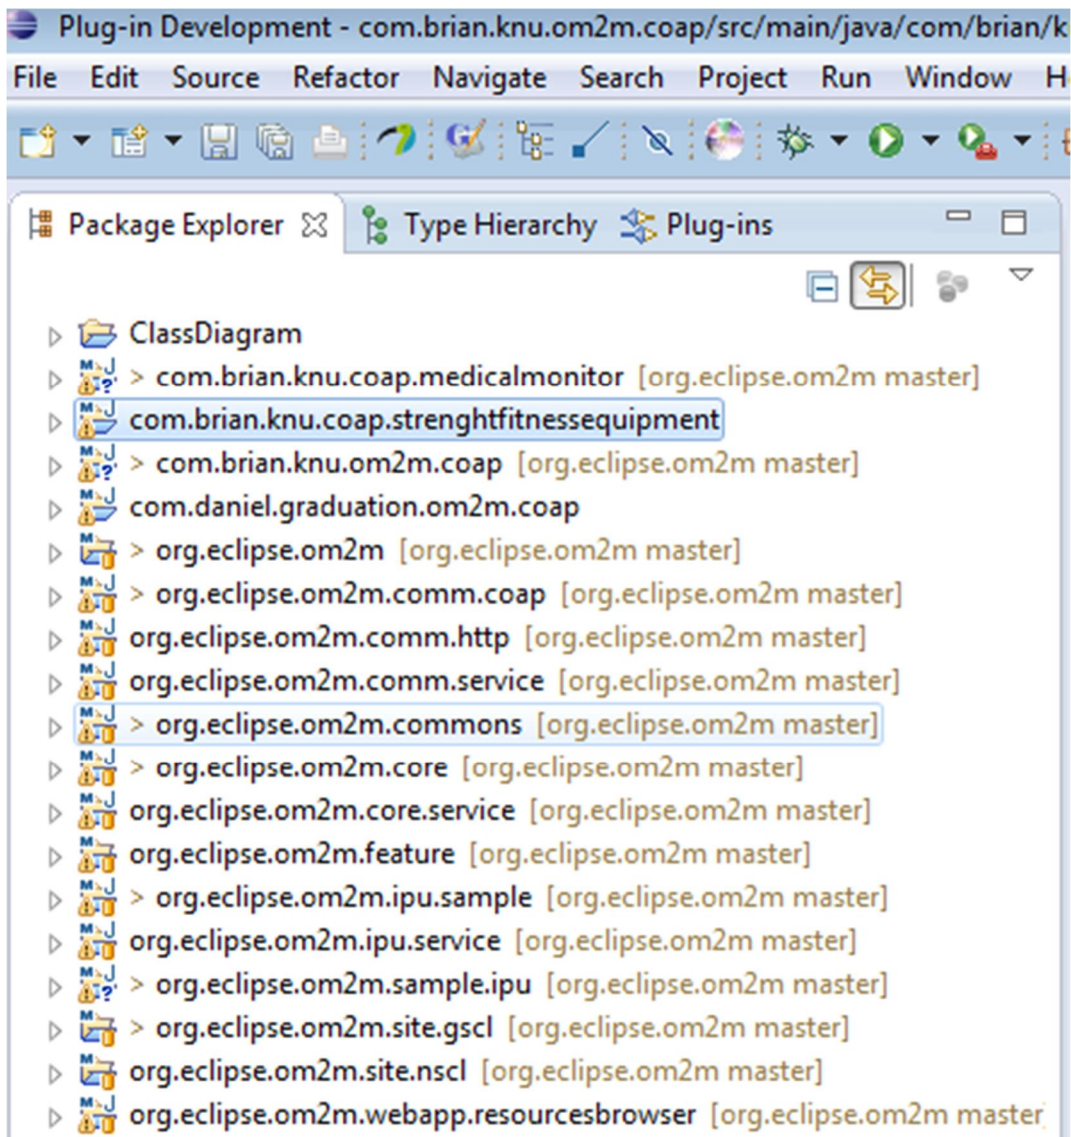 Plug-in Development - com.brian.knu.om2m.coap/src/main/java/com/brian/k
File Edit Source Refactor Navigate Search Project Run Window H
Package Explorer Type Hierarchy Plug-ins
ClassDiagram
> com.brian.knu.coap.medicalmonitor [org.eclipse.om2m master]
com.brian.knu.coap.strenghtfitnessequipment
> com.brian.knu.om2m.coap [org.eclipse.om2m master]
com.daniel.graduation.om2m.coap
> org.eclipse.om2m [org.eclipse.om2m master]
> org.eclipse.om2m.comm.coap [org.eclipse.om2m master]
org.eclipse.om2m.comm.http [org.eclipse.om2m master]
org.eclipse.om2m.comm.service [org.eclipse.om2m master]
> org.eclipse.om2m.commons [org.eclipse.om2m master]
> org.eclipse.om2m.core [org.eclipse.om2m master]
org.eclipse.om2m.core.service [org.eclipse.om2m master]
org.eclipse.om2m.feature [org.eclipse.om2m master]
> org.eclipse.om2m.ipu.sample [org.eclipse.om2m master]
org.eclipse.om2m.ipu.service [org.eclipse.om2m master]
> org.eclipse.om2m.sample.ipu [org.eclipse.om2m master]
> org.eclipse.om2m.site.gscl [org.eclipse.om2m master]
org.eclipse.om2m.site.nscl [org.eclipse.om2m master]
org.eclipse.om2m.webapp.resourcesbrowser [org.eclipse.om2m master